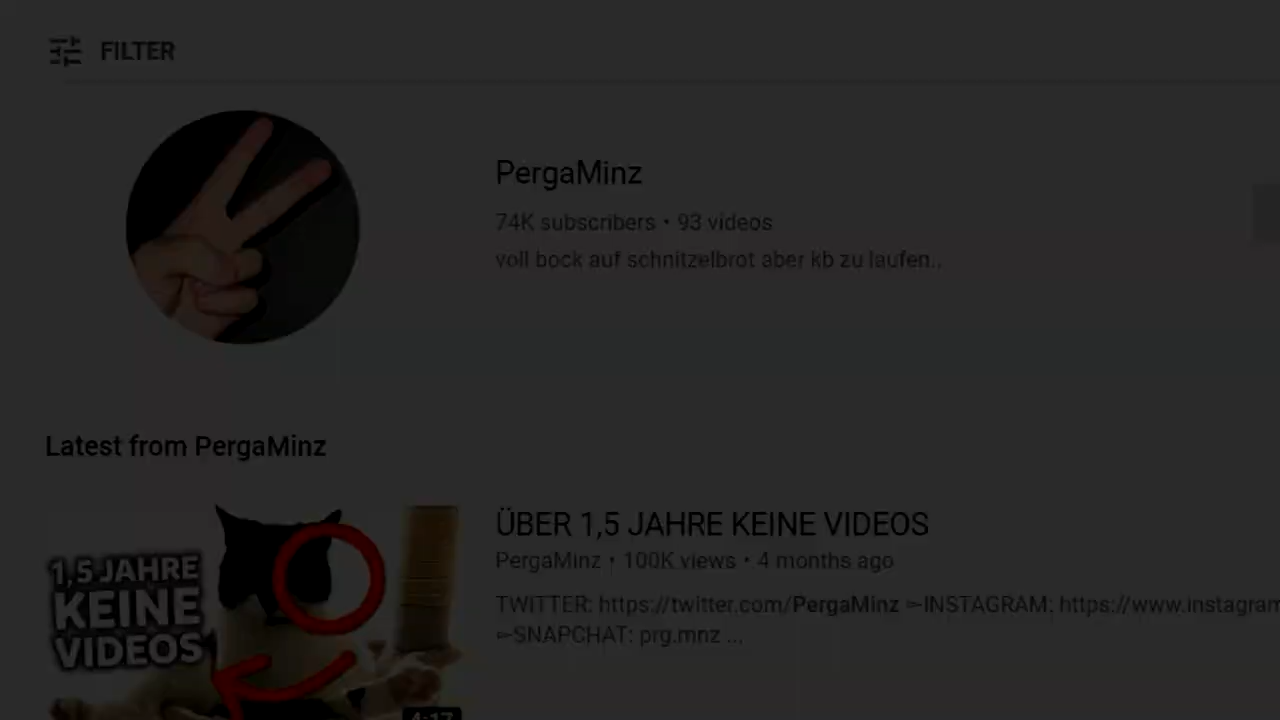 FILTER
PergaMinz
74K subscribers • 93 videos
voll bock auf schnitzelbrot aber kb zu laufen..
Latest from PergaMinz
ÜBER 1,5 JAHRE KEINE VIDEOS
PergaMinz • 100K views • 4 months ago
TWITTER: https://twitter.com/PergaMinz ➳INSTAGRAM: https://www.instagram
➳SNAPCHAT: prg.mnz ...
1,5 JAHRE
KEINE
VIDEOS
4:17